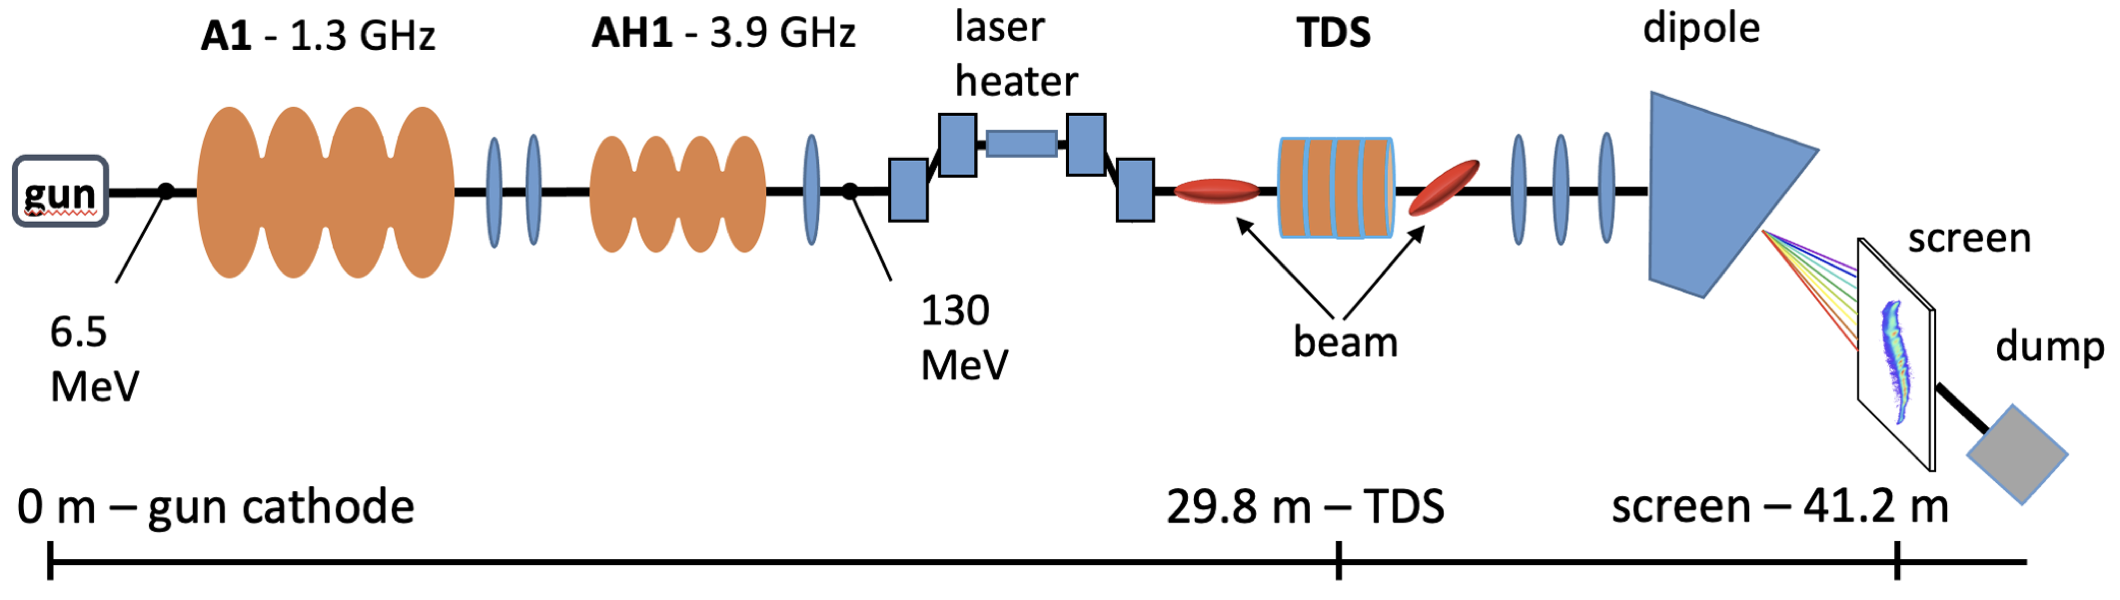 A1 - 1.3 GHz
AH1 - 3.9 GHz
laser
heater
TDS
dipole
gun
6.5
MeV
130
MeV
beam
screen
dump
0 m – gun cathode
29.8 m – TDS
screen – 41.2 m